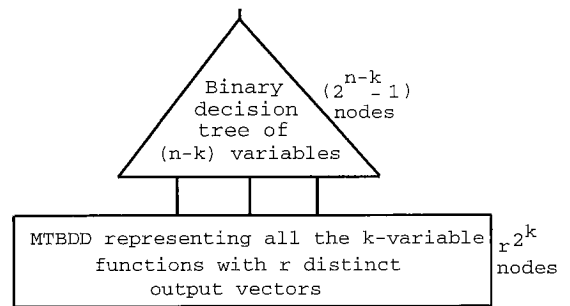 Binary
decision
tree of
(n-k) variables
(2^{n-k} - 1)
nodes
MTBDD representing all the k-variable
functions with r distinct
output vectors
r2^k
nodes